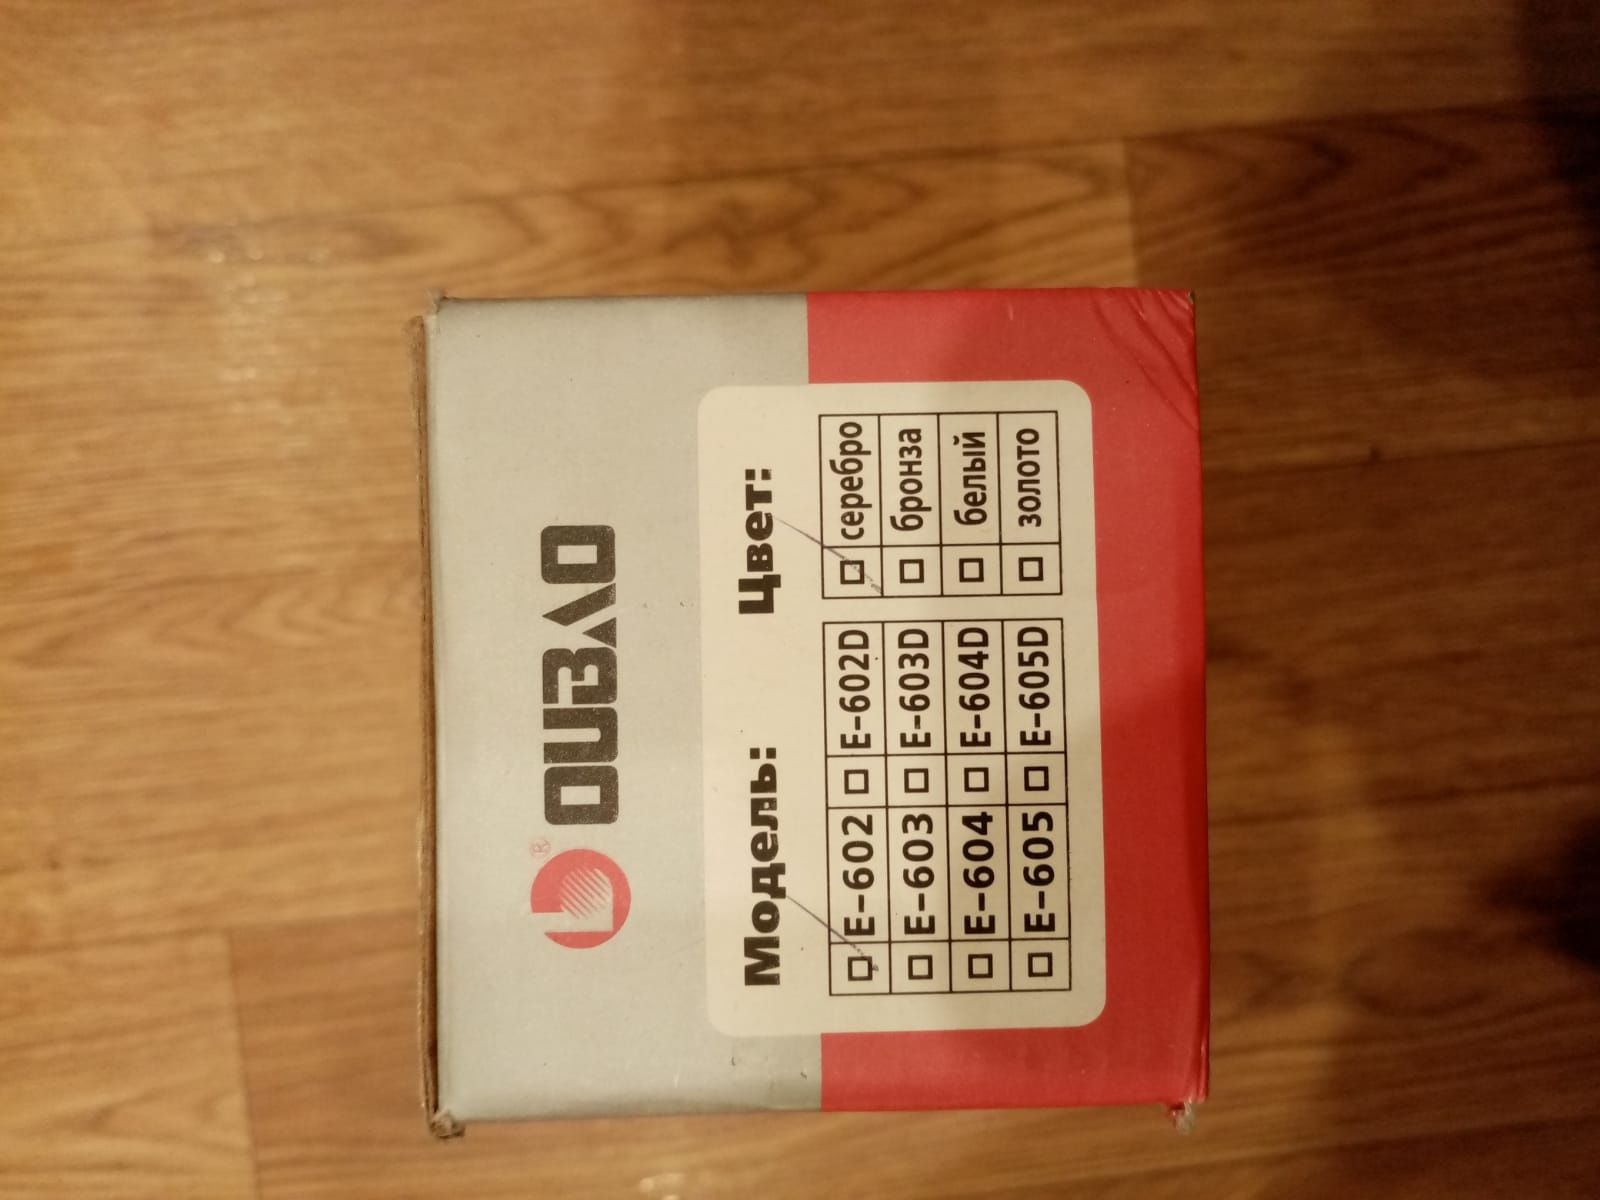 ® OUBAO
Модель: Цвет:
E-602 E-602D серебро
E-603 E-603D бронза
E-604 E-604D белый
E-605 E-605D золото